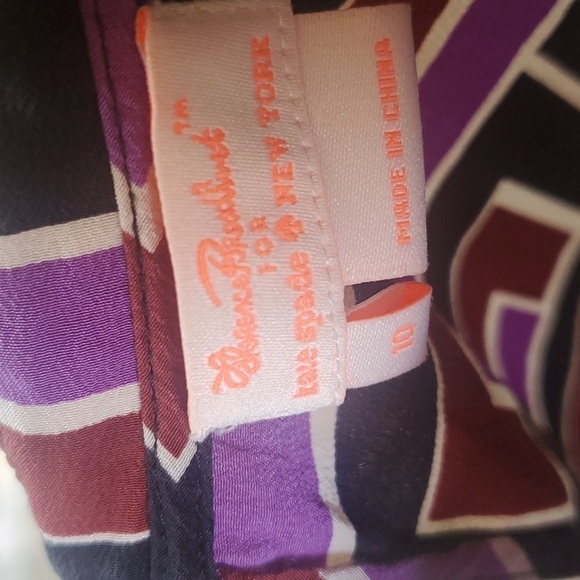 Florence Broadhurst™
FOR
kate spade ♠ NEW YORK
MADE IN CHINA
10